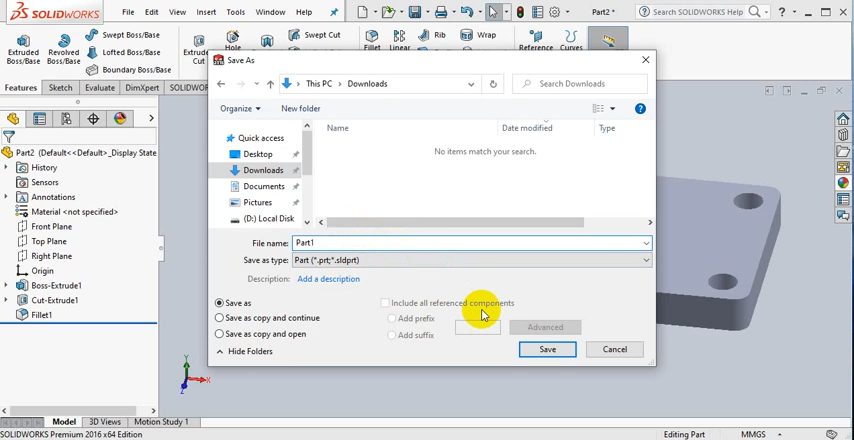 SOLIDWORKS File Edit View Insert Tools Window Help Part2 * Search SolidWorks Help
Extruded Boss/Base
Revolved Boss/Base
Swept Boss/Base
Lofted Boss/Base
Boundary Boss/Base
Extruded Cut
Hole
Swept Cut
Fillet
Linear
Rib
Wrap
Reference
Curves
Features Sketch Evaluate DimXpert SOLIDWOR
Part2 (Default<<Default>_Display State
History
Sensors
Annotations
Material <not specified>
Front Plane
Top Plane
Right Plane
Origin
Boss-Extrude1
Cut-Extrude1
Fillet1
Save As
This PC > Downloads
Search Downloads
Organize New folder
Quick access
Desktop
Downloads
Documents
Pictures
(D:) Local Disk
Name Date modified Type
No items match your search.
File name: Part1
Save as type: Part (*.prt;*.sldprt)
Description: Add a description
Save as
Save as copy and continue
Save as copy and open
Include all referenced components
Add prefix
Add suffix
Advanced
Hide Folders
Save Cancel
Y
X
Z
Model 3D Views Motion Study 1
SOLIDWORKS Premium 2016 x64 Edition Editing Part MMGS